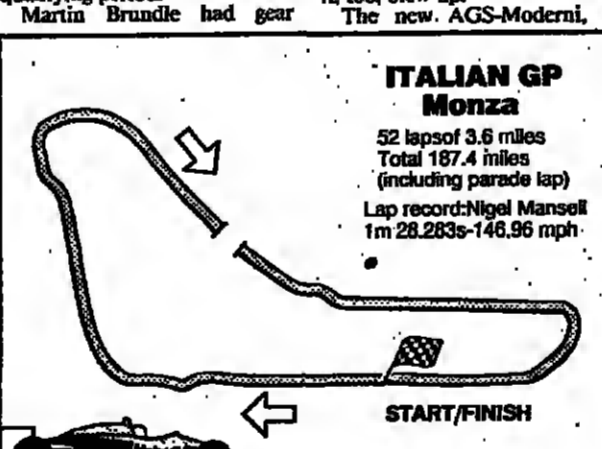 Martin Brundle had gear
The new. AGS-Moderni,
ITALIAN GP
Monza
52 lapsof 3.6 miles
Total 187.4 miles
(including parade lap)
Lap record:Nigel Mansell
1m 28.283s-146.96 mph
START/FINISH